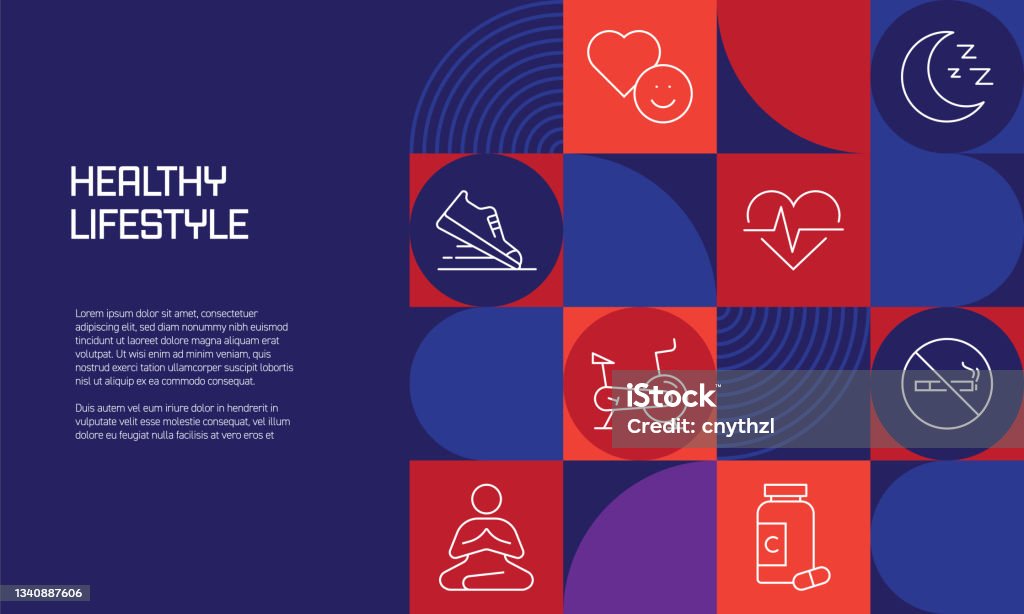 HEALTHY
LIFESTYLE
Lorem ipsum dolor sit amet, consectetuer
adipiscing elit, sed diam nonummy nibh euismod
tincidunt ut laoreet dolore magna aliquam erat
volutpat. Ut wisi enim ad minim veniam, quis
nostrud exerci tation ullamcorper suscipit lobortis
nisl ut aliquip ex ea commodo consequat.
Duis autem vel eum iriure dolor in hendrerit in
vulputate velit esse molestie consequat, vel illum
dolore eu feugiat nulla facilisis at vero eros et
z Z Z
iStock™
Credit: cnythzl
C
1340887606